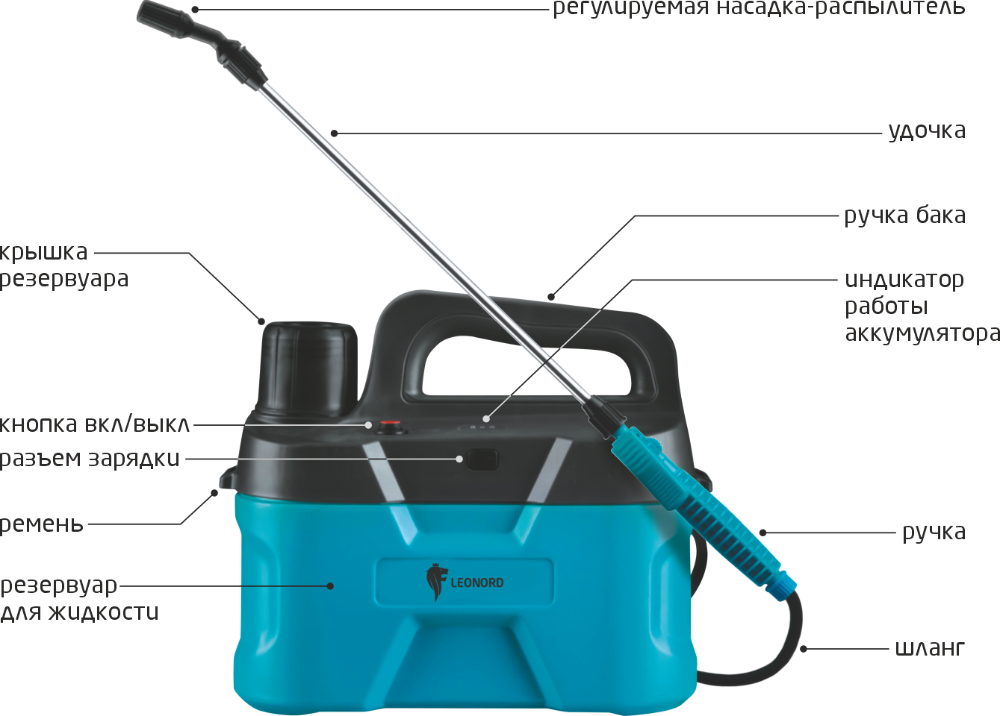 регулируемая насадка-распылитель
удочка
ручка бака
крышка
резервуара
индикатор
работы
аккумулятора
кнопка вкл/выкл
разъем зарядки
ремень
ручка
резервуар
для жидкости
LEONORD
шланг